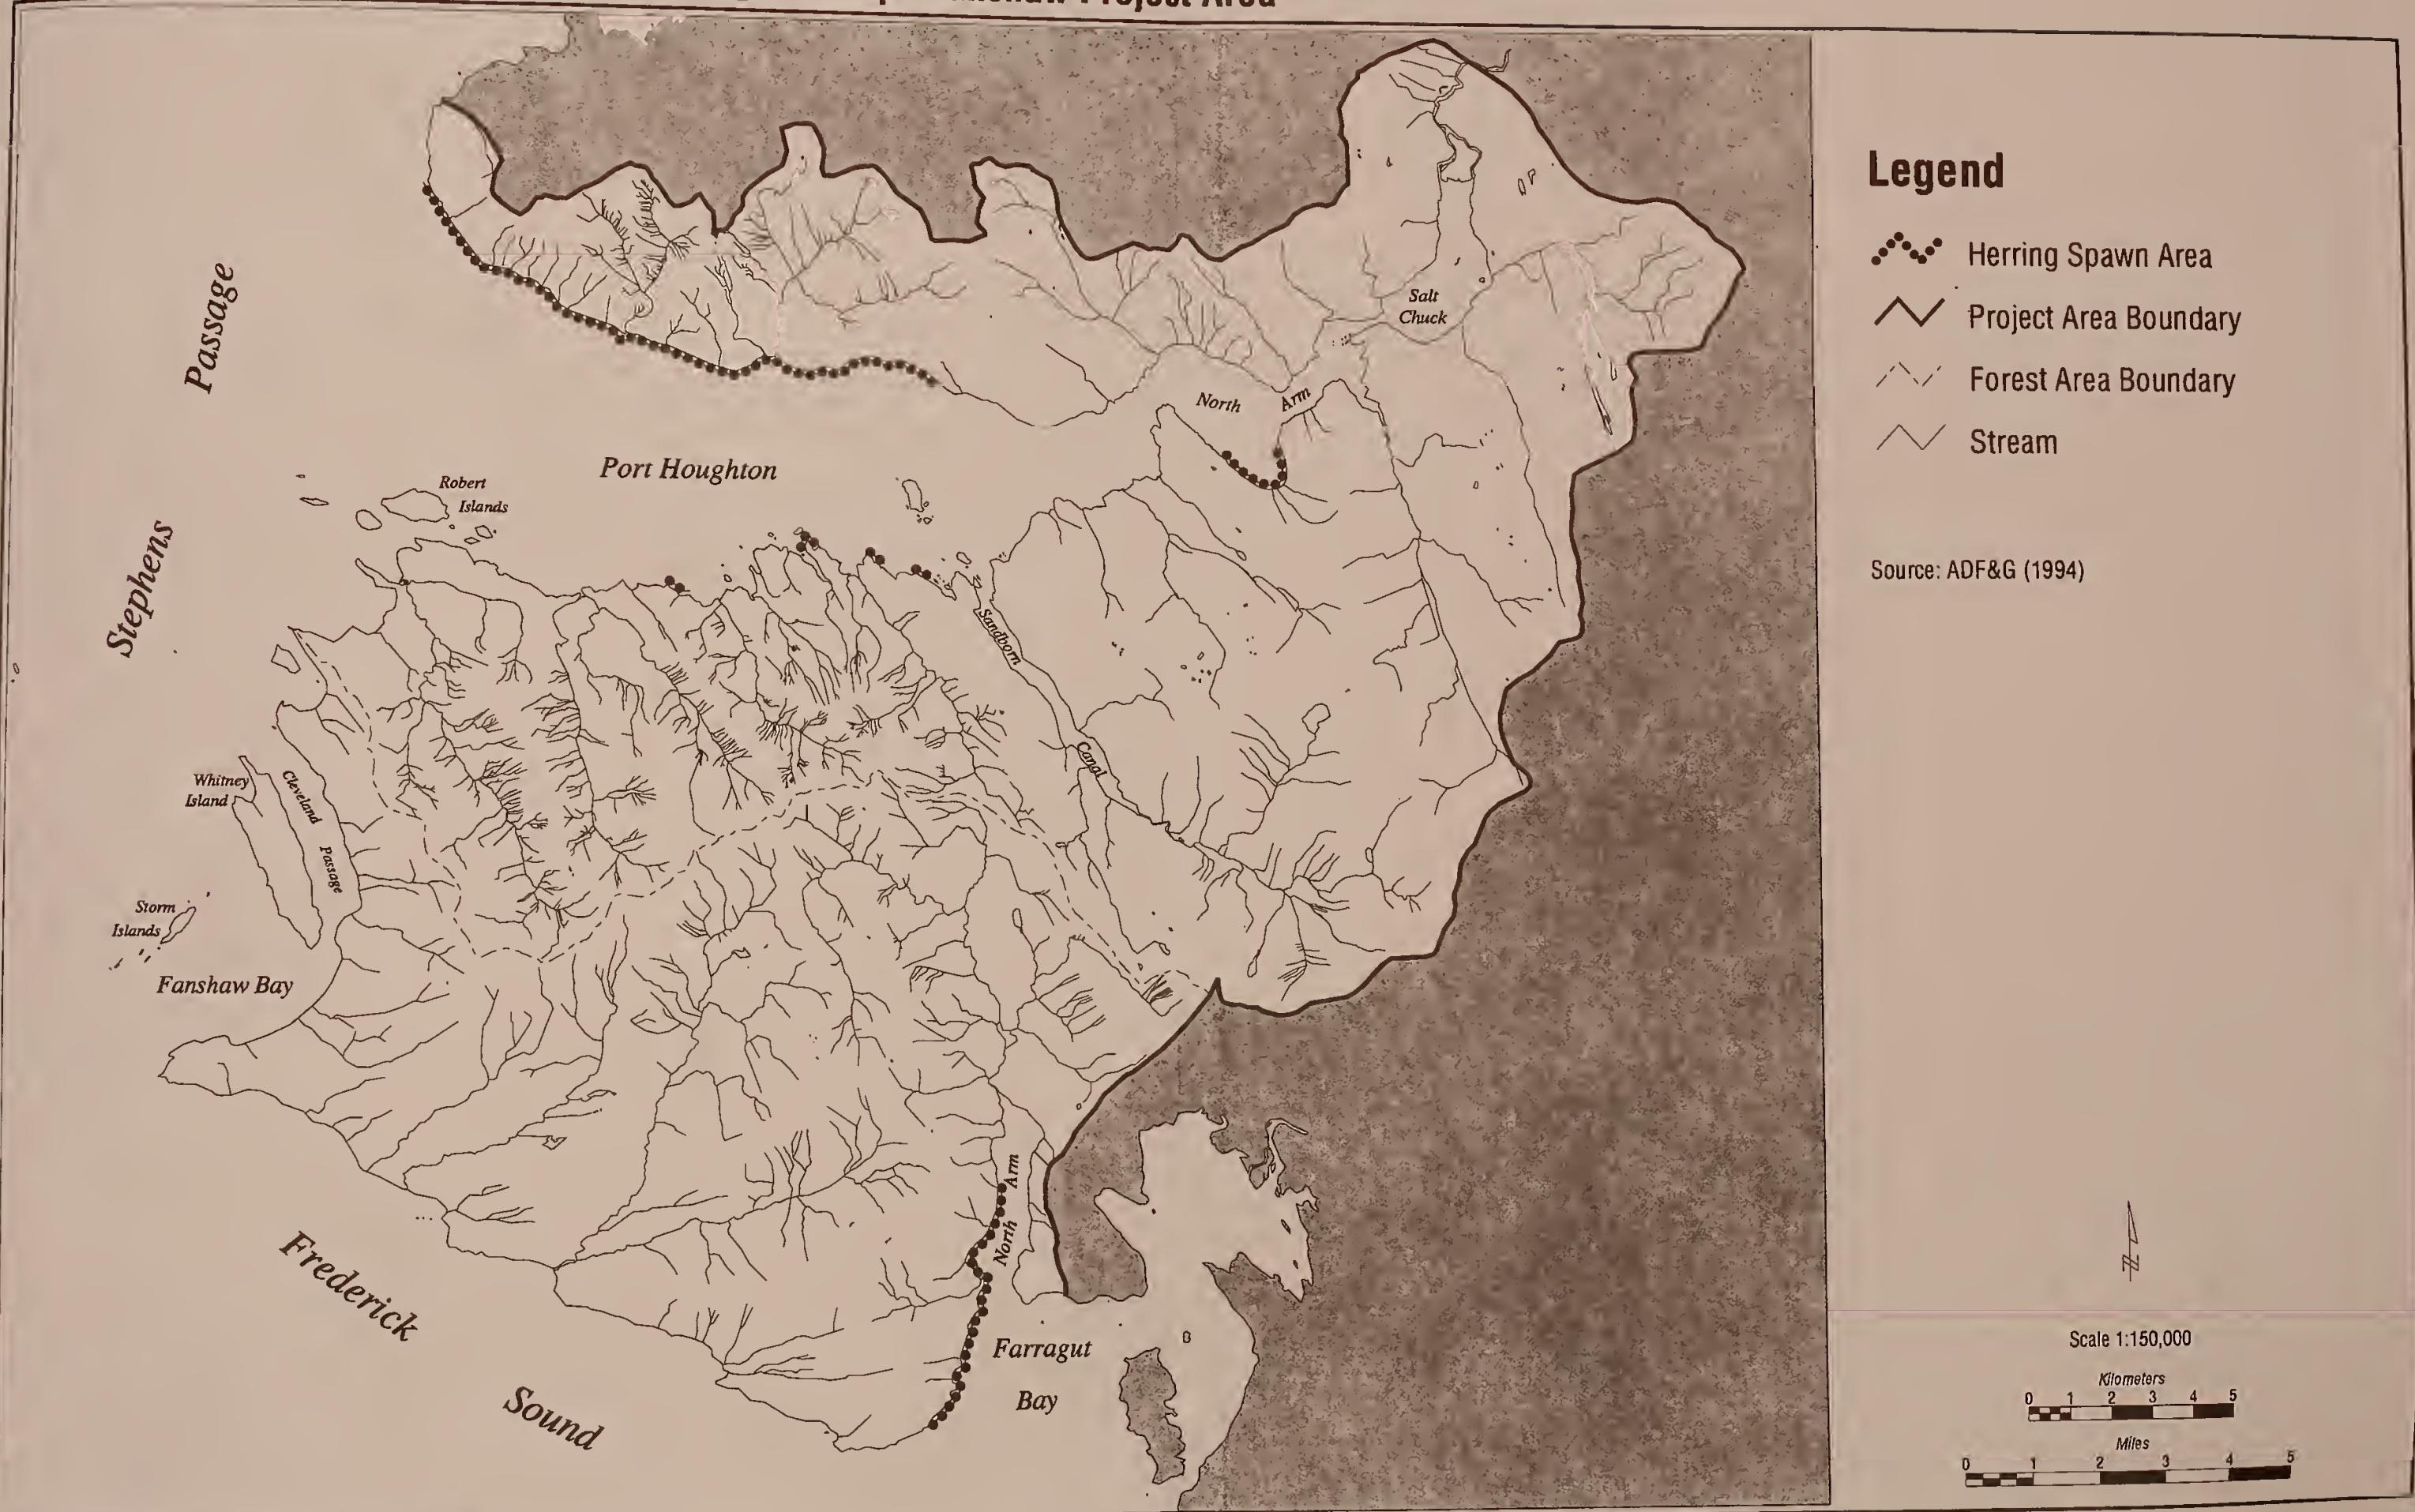 Project Area
Legend
Herring Spawn Area
Project Area Boundary
Forest Area Boundary
Stream
Source: ADF&G (1994)
Salt
Chuck
North Arm
Passage
Stephens
Port Houghton
Robert
Islands
Sandborn
Canal
Whitney
Island
Cleveland
Passage
Storm
Islands
Fanshaw Bay
North Arm
Frederick
Sound
Farragut
Bay
N
Scale 1:150,000
Kilometers
0 1 2 3 4 5
Miles
0 1 2 3 4 5